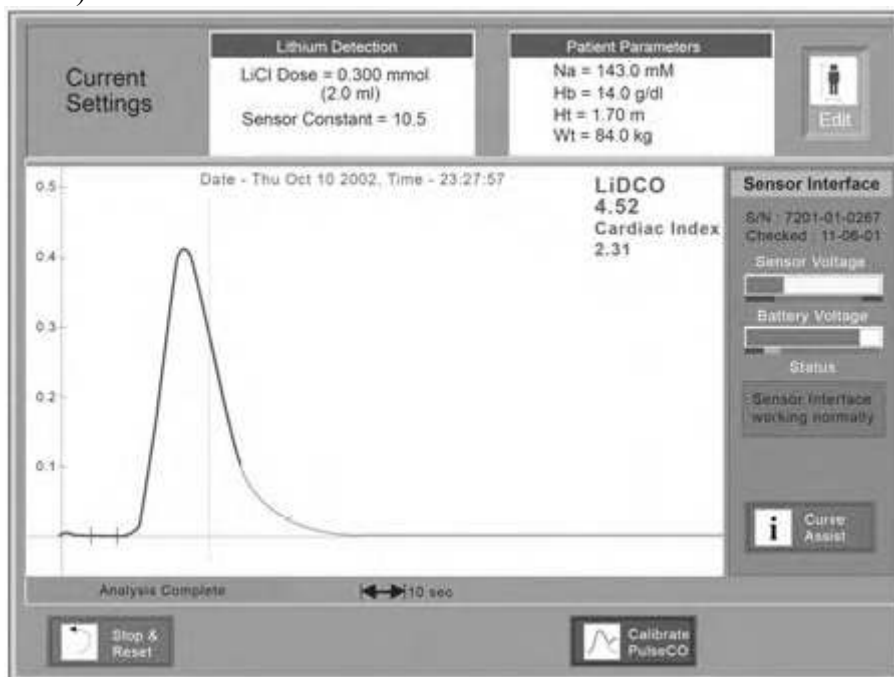 Current
Settings
Lithium Detection
LiCl Dose = 0.300 mmol
(2.0 ml)
Sensor Constant = 10.5
Patient Parameters
Na = 143.0 mM
Hb = 14.0 g/dl
Ht = 1.70 m
Wt = 84.0 kg
Edit
Date - Thu Oct 10 2002, Time - 23:27:57
LiDCO
4.52
Cardiac Index
2.31
0.5
0.4
0.3
0.2
0.1
Sensor Interface
S/N : 7201-01-0267
Checked : 11-06-01
Sensor Voltage
Battery Voltage
Status
Sensor Interface
working normally
i
Curve
Assist
Analysis Complete
10 sec
Stop &
Reset
Calibrate
PulseCO